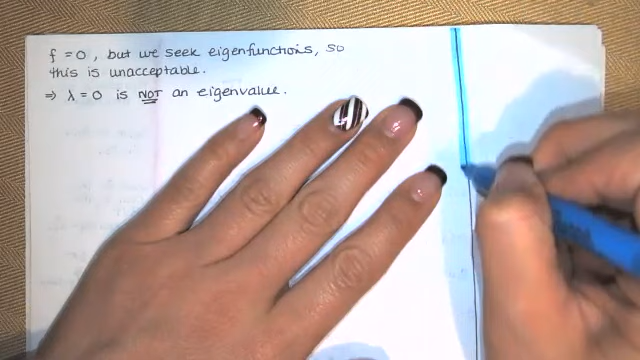 f = 0, but we seek eigenfunctions, so
this is unacceptable.
⇒ λ = 0 is NOT an eigenvalue.